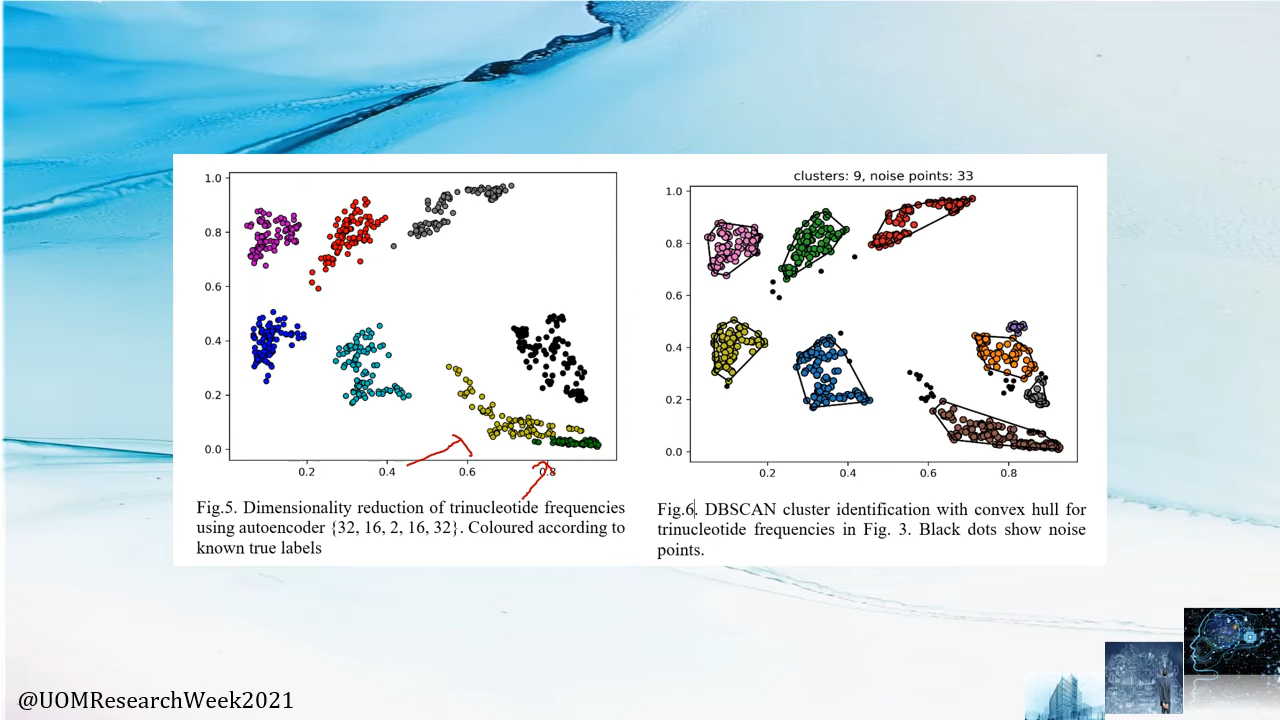 clusters: 9, noise points: 33
1.0
0.8
0.6
0.4
0.2
0.0
0.2
0.4
0.6
0.8
1.0
0.8
0.6
0.4
0.2
0.0
0.2
0.4
0.6
0.8
Fig.5. Dimensionality reduction of trinucleotide frequencies
using autoencoder {32, 16, 2, 16, 32}. Coloured according to
known true labels
Fig.6. DBSCAN cluster identification with convex hull for
trinucleotide frequencies in Fig. 3. Black dots show noise
points.
@UOMResearchWeek2021